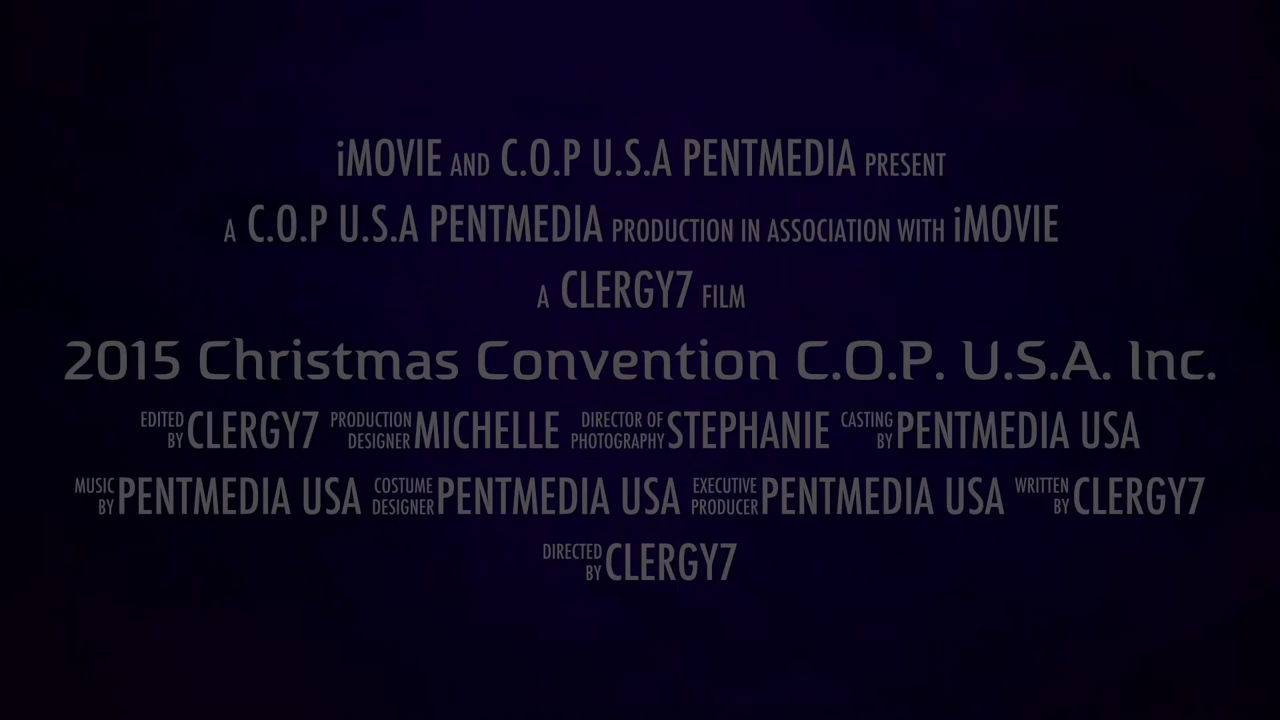 iMOVIE AND C.O.P U.S.A PENTMEDIA PRESENT
A C.O.P U.S.A PENTMEDIA PRODUCTION IN ASSOCIATION WITH iMOVIE
A CLERGY7 FILM
2015 Christmas Convention C.O.P. U.S.A. Inc.
EDITED BY CLERGY7 PRODUCTION DESIGNER MICHELLE DIRECTOR OF PHOTOGRAPHY STEPHANIE CASTING BY PENTMEDIA USA
MUSIC BY PENTMEDIA USA COSTUME DESIGNER PENTMEDIA USA EXECUTIVE PRODUCER PENTMEDIA USA WRITTEN BY CLERGY7
DIRECTED BY CLERGY7